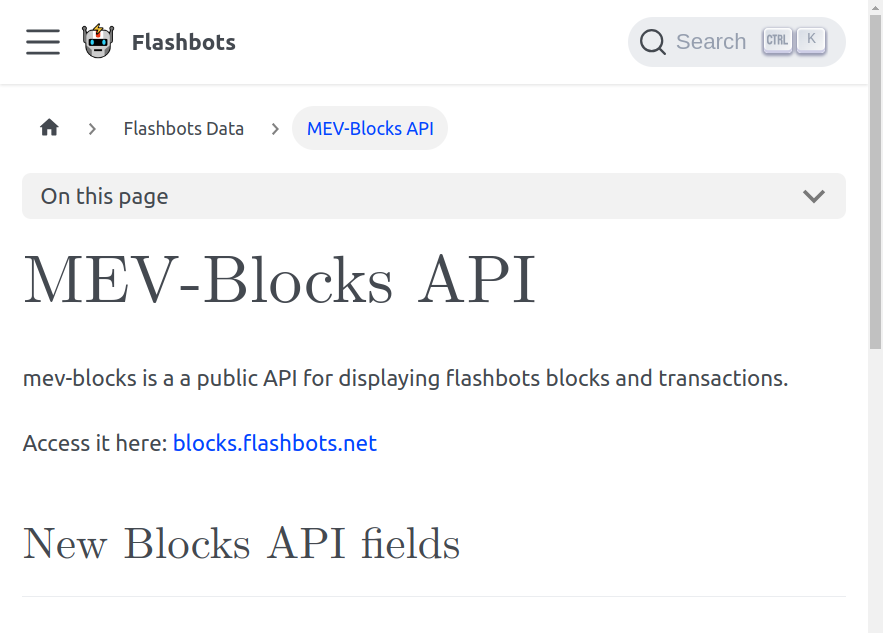 Flashbots
Search CTRL K
Flashbots Data
MEV-Blocks API
On this page
MEV-Blocks API
mev-blocks is a a public API for displaying flashbots blocks and transactions.
Access it here: blocks.flashbots.net
New Blocks API fields